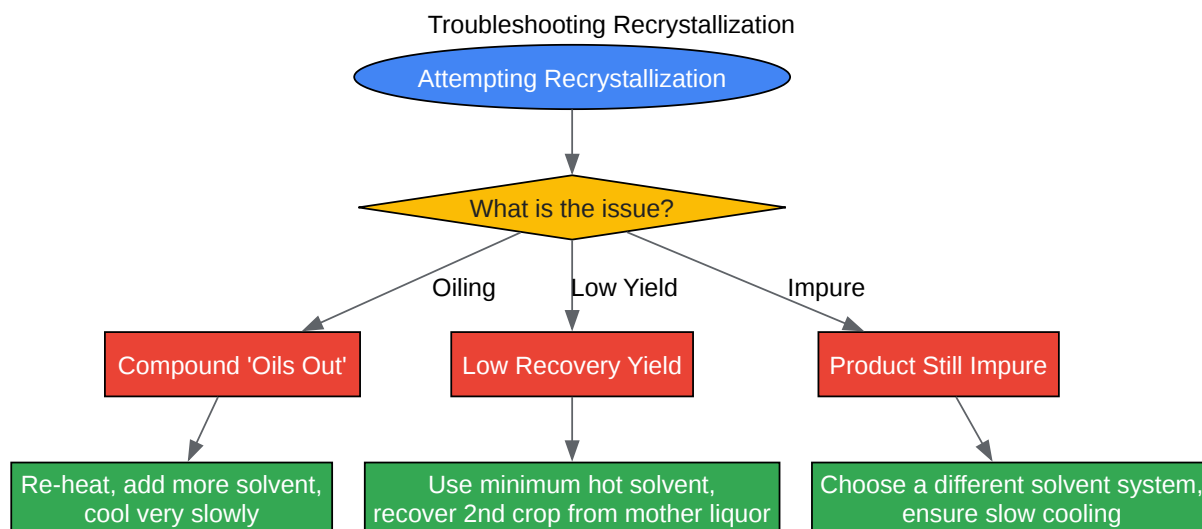 Troubleshooting Recrystallization
Attempting Recrystallization
What is the issue?
Oiling
Low Yield
Impure
Compound 'Oils Out'
Low Recovery Yield
Product Still Impure
Re-heat, add more solvent,
cool very slowly
Use minimum hot solvent,
recover 2nd crop from mother liquor
Choose a different solvent system,
ensure slow cooling